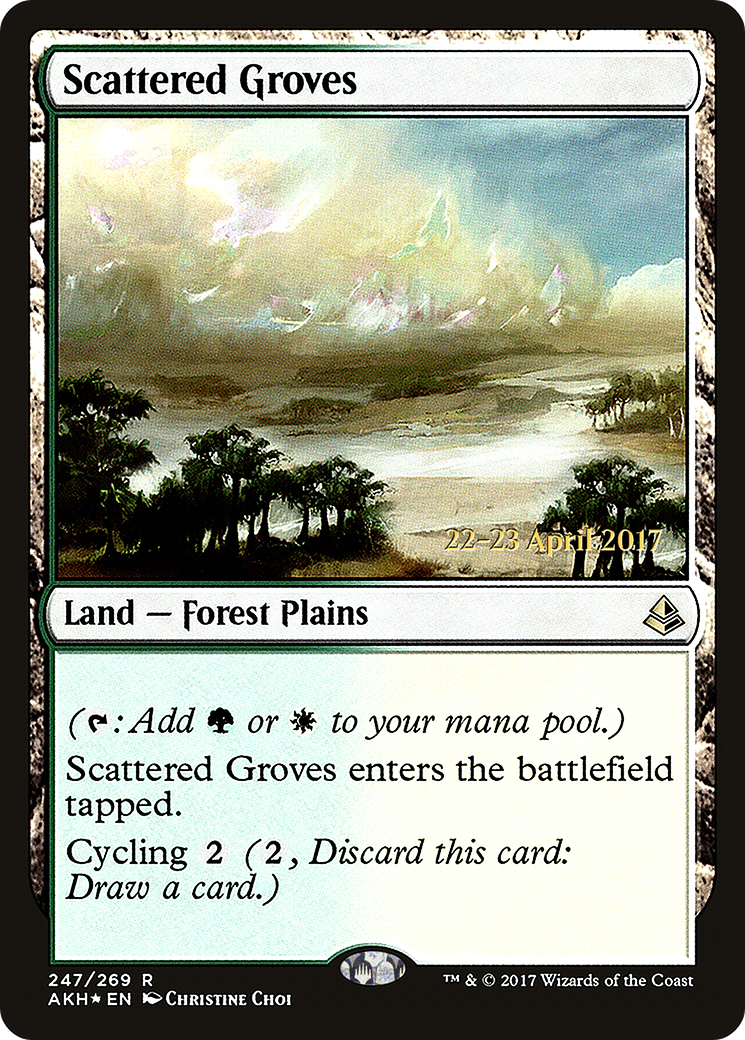 Scattered Groves
22–23 April 2017
Land — Forest Plains
( : Add or to your mana pool.)
Scattered Groves enters the battlefield
tapped.
Cycling 2 (2, Discard this card:
Draw a card.)
247/269 R
AKH★EN Christine Choi
™ & © 2017 Wizards of the Coast